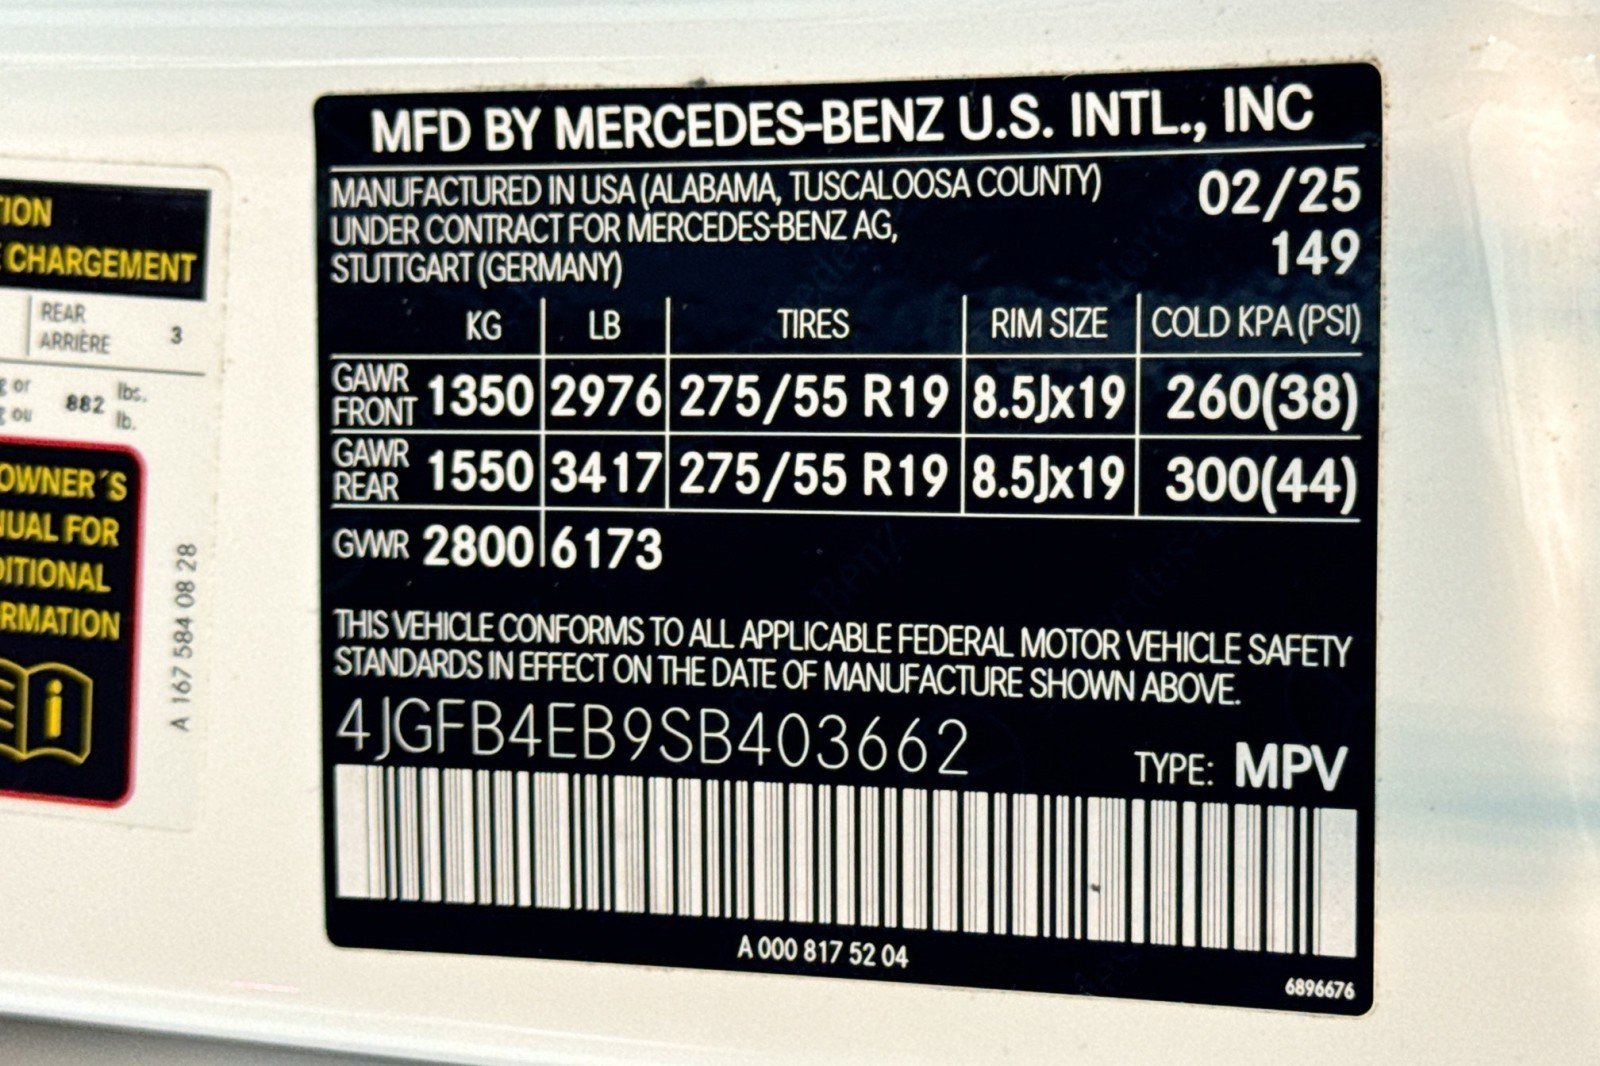 TION
E CHARGEMENT
REAR
ARRIÈRE 3
g or 882 lbs.
g ou lb.
OWNER´S
NUAL FOR
DITIONAL
ORMATION
A 167 584 08 28
MFD BY MERCEDES-BENZ U.S. INTL., INC
MANUFACTURED IN USA (ALABAMA, TUSCALOOSA COUNTY) 02/25
UNDER CONTRACT FOR MERCEDES-BENZ AG, 149
STUTTGART (GERMANY)
KG LB TIRES RIM SIZE COLD KPA (PSI)
GAWR FRONT 1350 2976 275/55 R19 8.5Jx19 260(38)
GAWR REAR 1550 3417 275/55 R19 8.5Jx19 300(44)
GVWR 2800 6173
THIS VEHICLE CONFORMS TO ALL APPLICABLE FEDERAL MOTOR VEHICLE SAFETY
STANDARDS IN EFFECT ON THE DATE OF MANUFACTURE SHOWN ABOVE.
4JGFB4EB9SB403662 TYPE: MPV
A 000 817 52 04
6896676